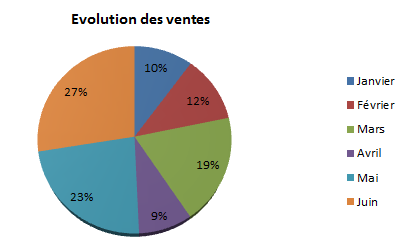 Evolution des ventes
10%
12%
19%
9%
23%
27%
Janvier
Février
Mars
Avril
Mai
Juin